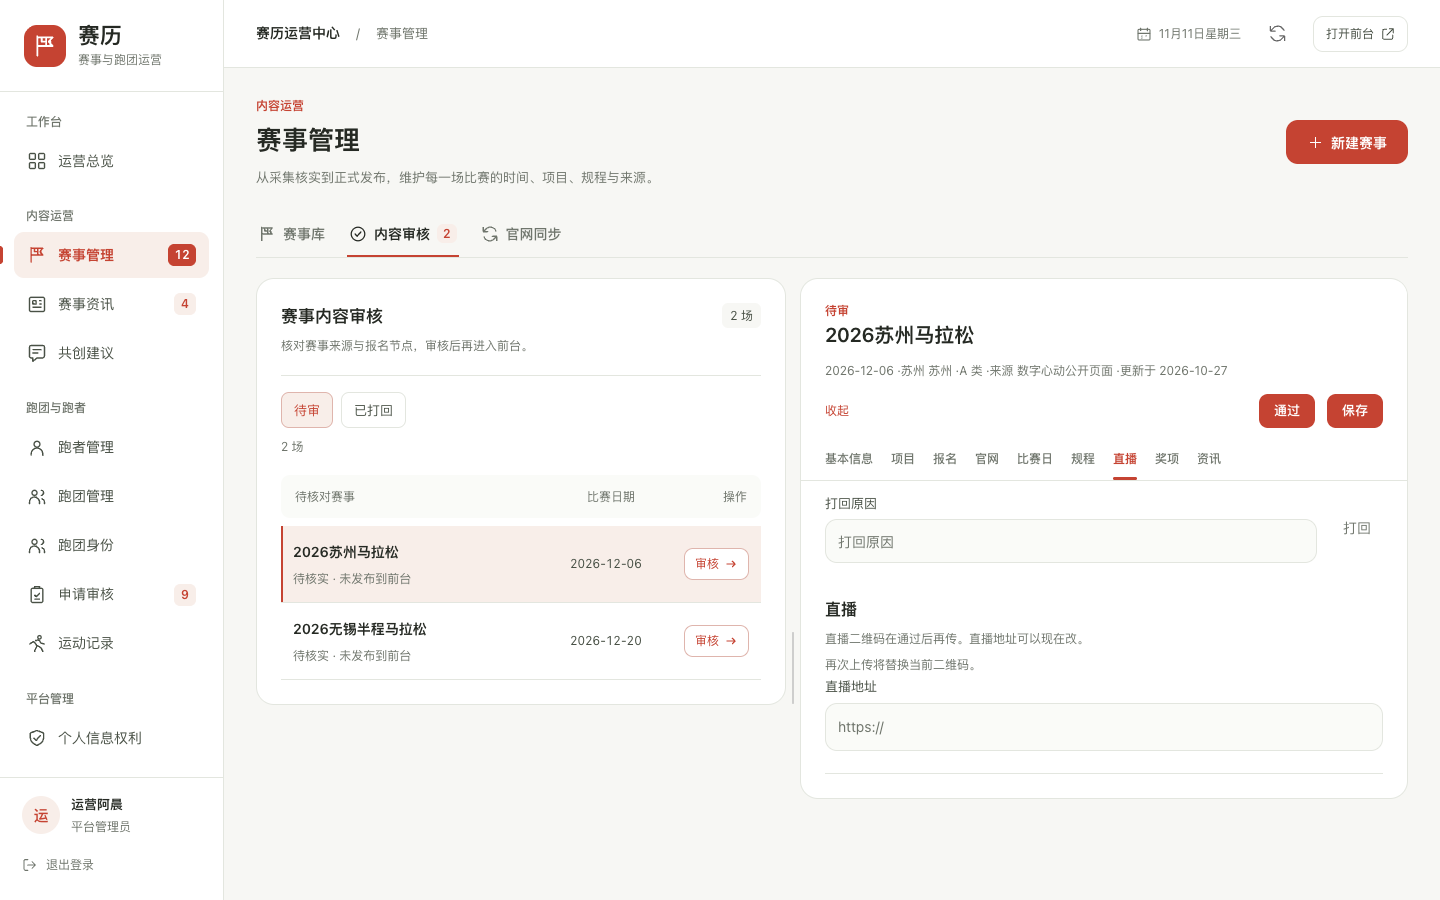 赛历
赛事与跑团运营
工作台
运营总览
内容运营
赛事管理 12
赛事资讯 4
共创建议
跑团与跑者
跑者管理
跑团管理
跑团身份
申请审核 9
运动记录
平台管理
个人信息权利
运 运营阿晨
平台管理员
退出登录
赛历运营中心 / 赛事管理
11月11日星期三
打开前台
内容运营
赛事管理
从采集核实到正式发布，维护每一场比赛的时间、项目、规程与来源。
新建赛事
赛事库 内容审核 2 官网同步
赛事内容审核 2 场
核对赛事来源与报名节点，审核后再进入前台。
待审 已打回
2 场
待核对赛事 比赛日期 操作
2026苏州马拉松 2026-12-06 审核 →
待核实 · 未发布到前台
2026无锡半程马拉松 2026-12-20 审核 →
待核实 · 未发布到前台
待审
2026苏州马拉松
2026-12-06 ·苏州 苏州 ·A 类 ·来源 数字心动公开页面 ·更新于 2026-10-27
收起 通过 保存
基本信息 项目 报名 官网 比赛日 规程 直播 奖项 资讯
打回原因
打回原因 打回
直播
直播二维码在通过后再传。直播地址可以现在改。
再次上传将替换当前二维码。
直播地址
https://